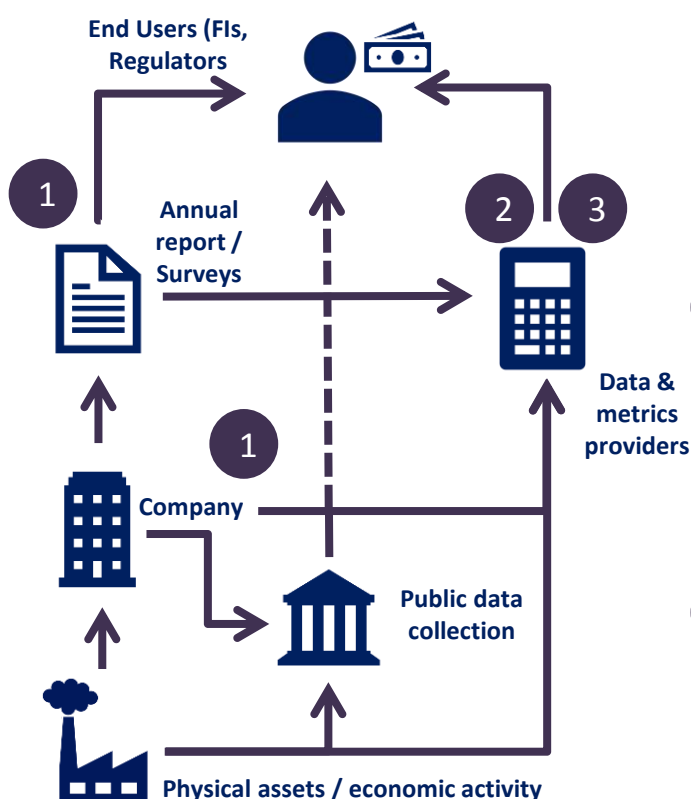 End Users (FIs,
Regulators
1
2
3
Annual
report /
Surveys
Data &
metrics
providers
1
Company
Public data
collection
Physical assets / economic activity